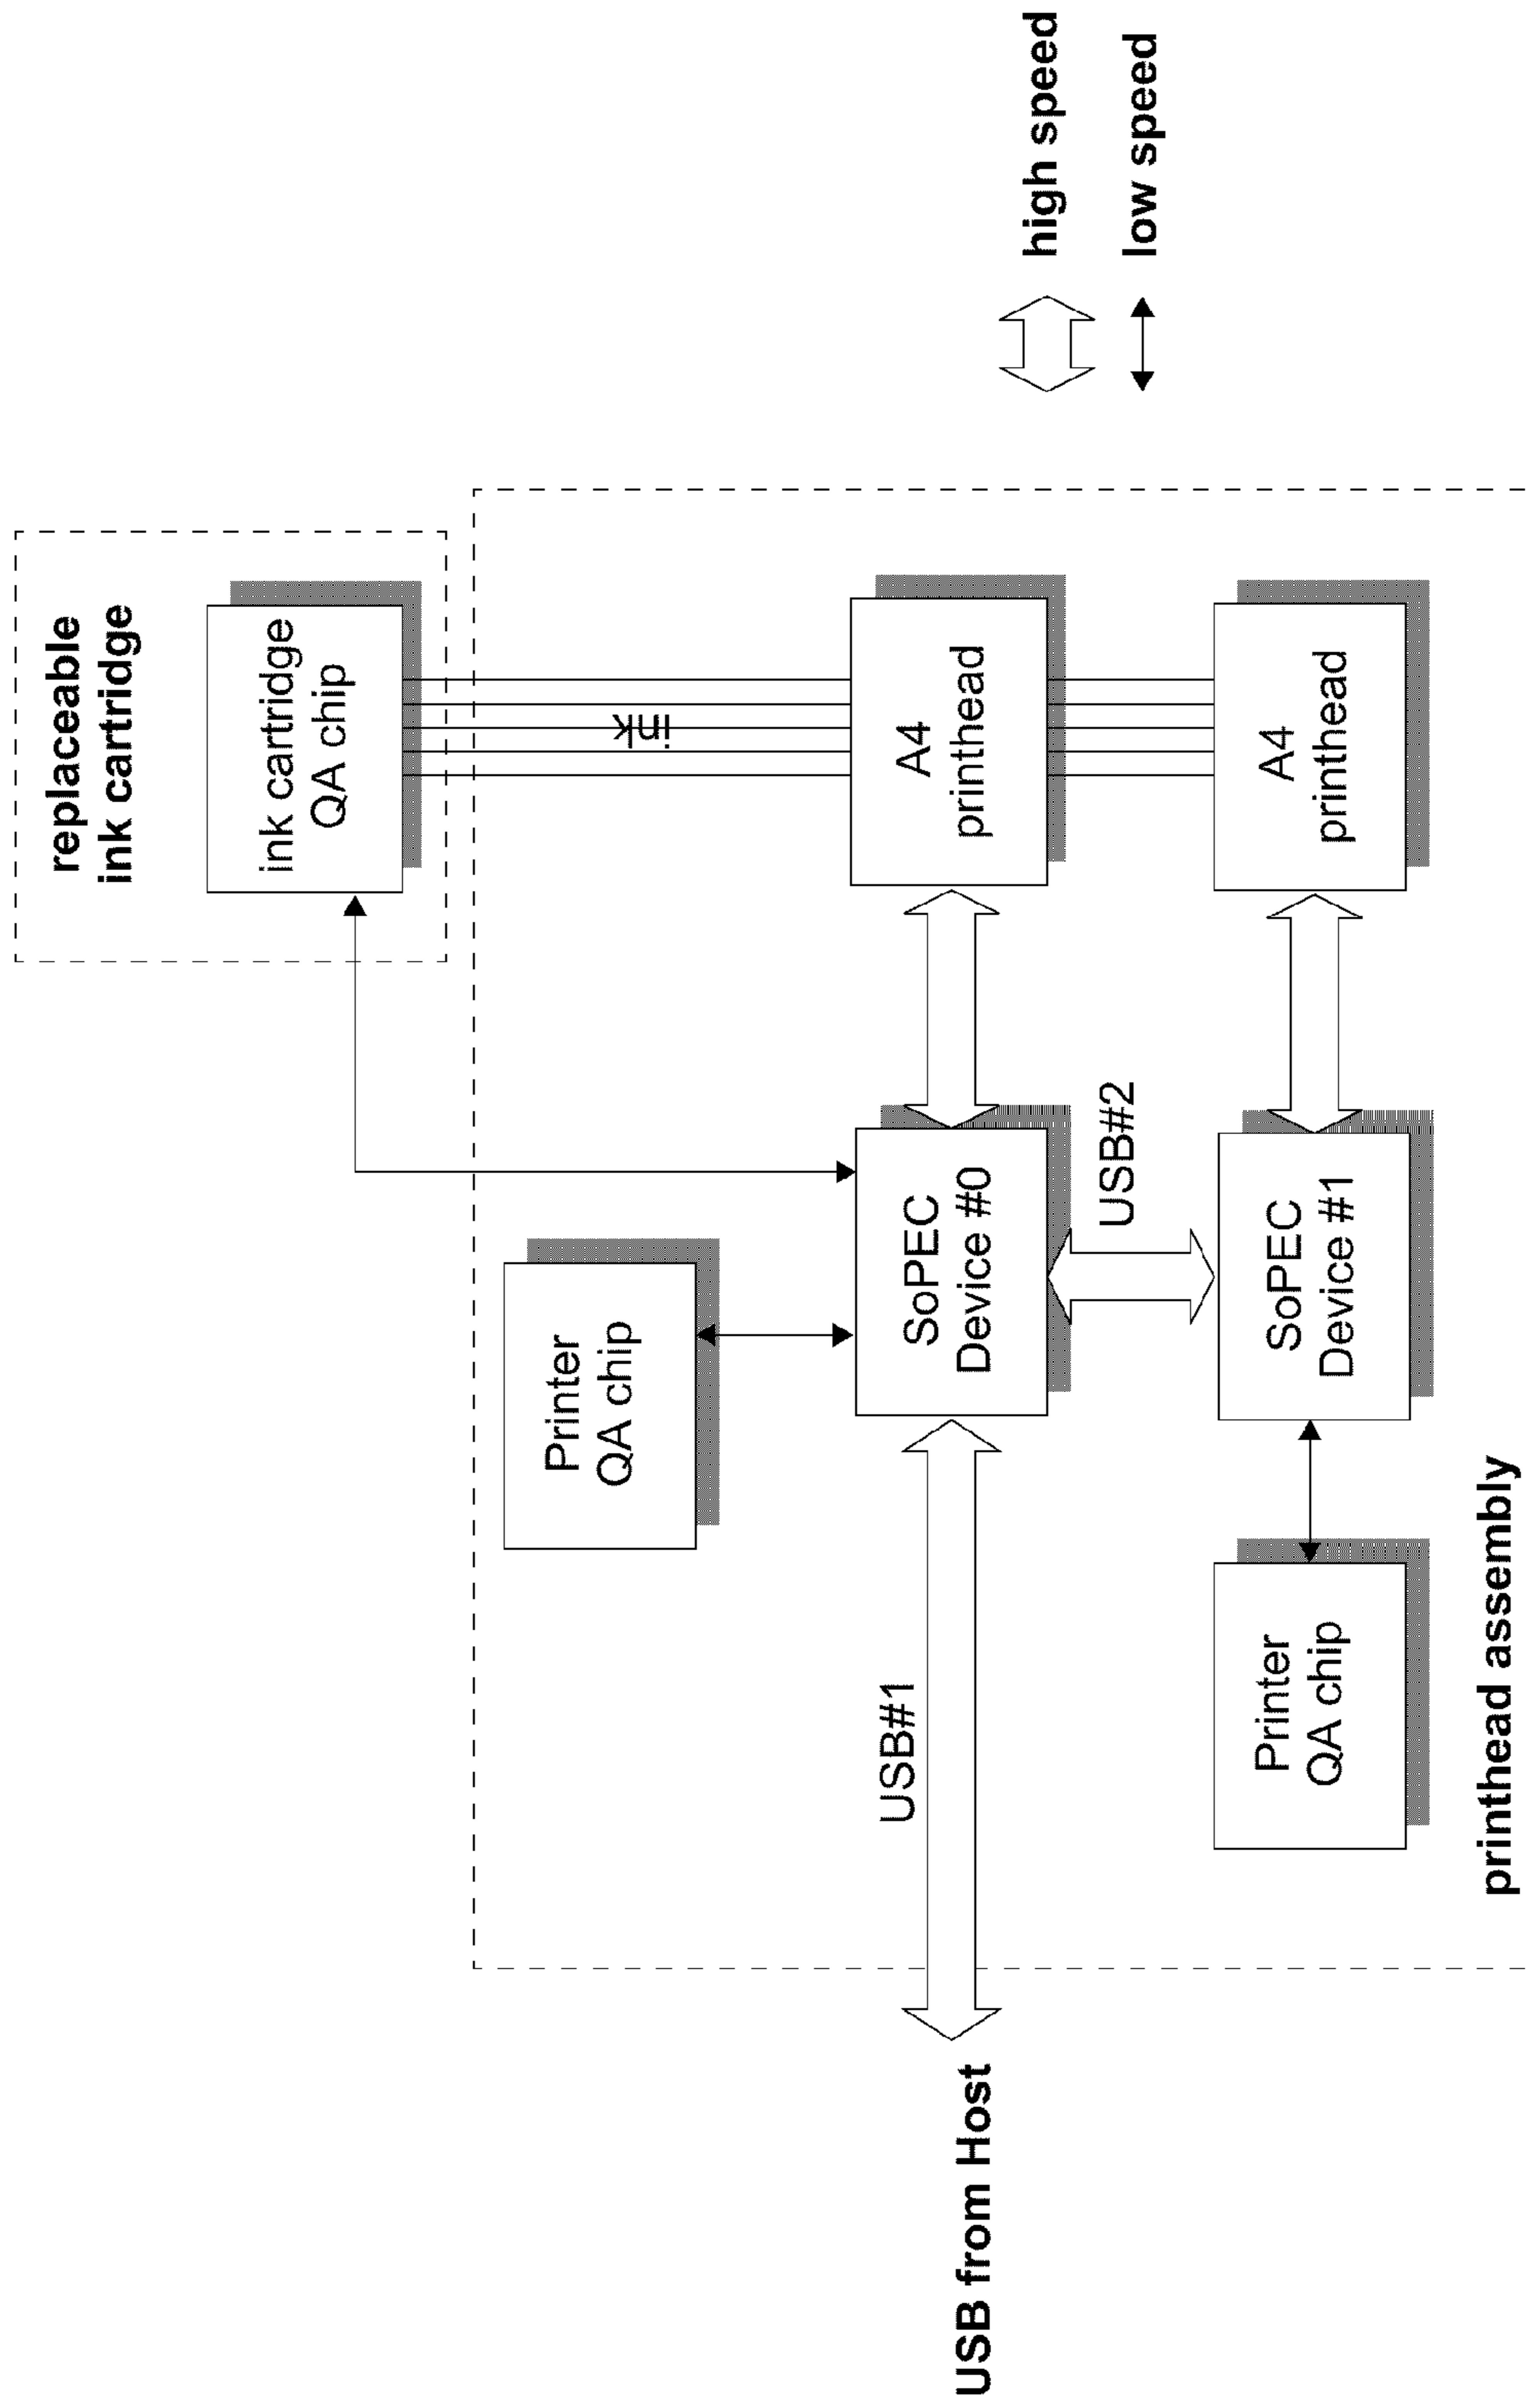 replaceable
ink cartridge
ink cartridge
QA chip
ink
Printer
QA chip
USB#1
SoPEC
Device #0
A4
printhead
high speed
low speed
USB from Host
USB#2
Printer
QA chip
SoPEC
Device #1
A4
printhead
printhead assembly